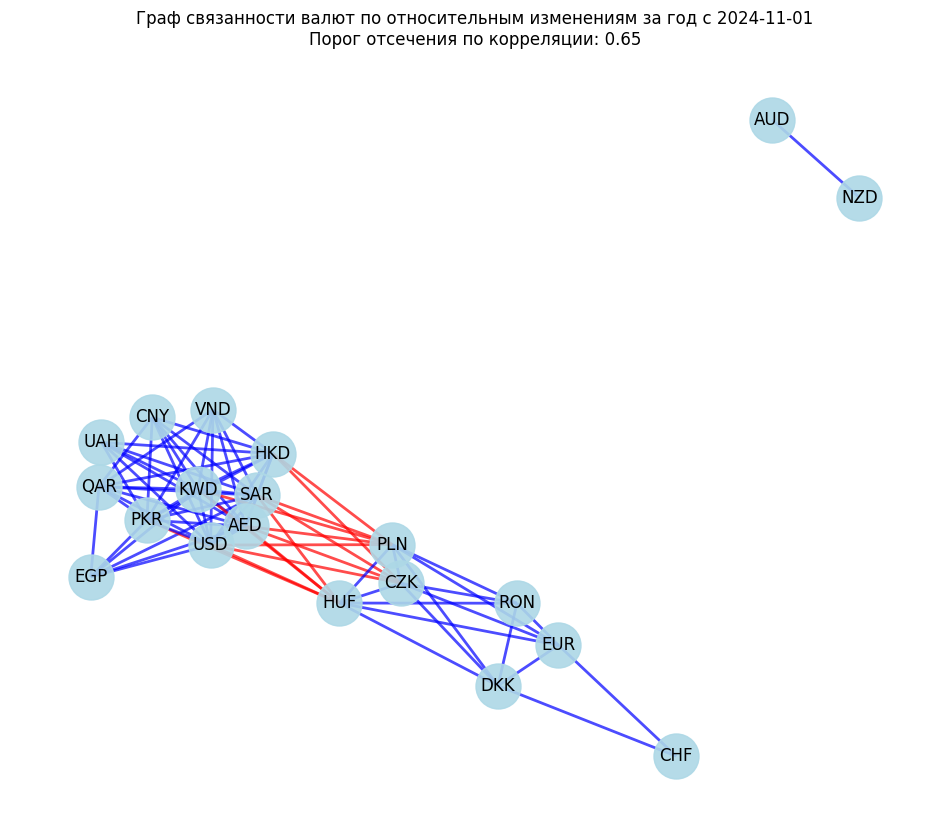 Граф связанности валют по относительным изменениям за год с 2024-11-01
Порог отсечения по корреляции: 0.65
AUD
NZD
VND
CNY
UAH
HKD
QAR
KWD
SAR
PKR
AED
USD
PLN
EGP
CZK
HUF
RON
EUR
DKK
CHF